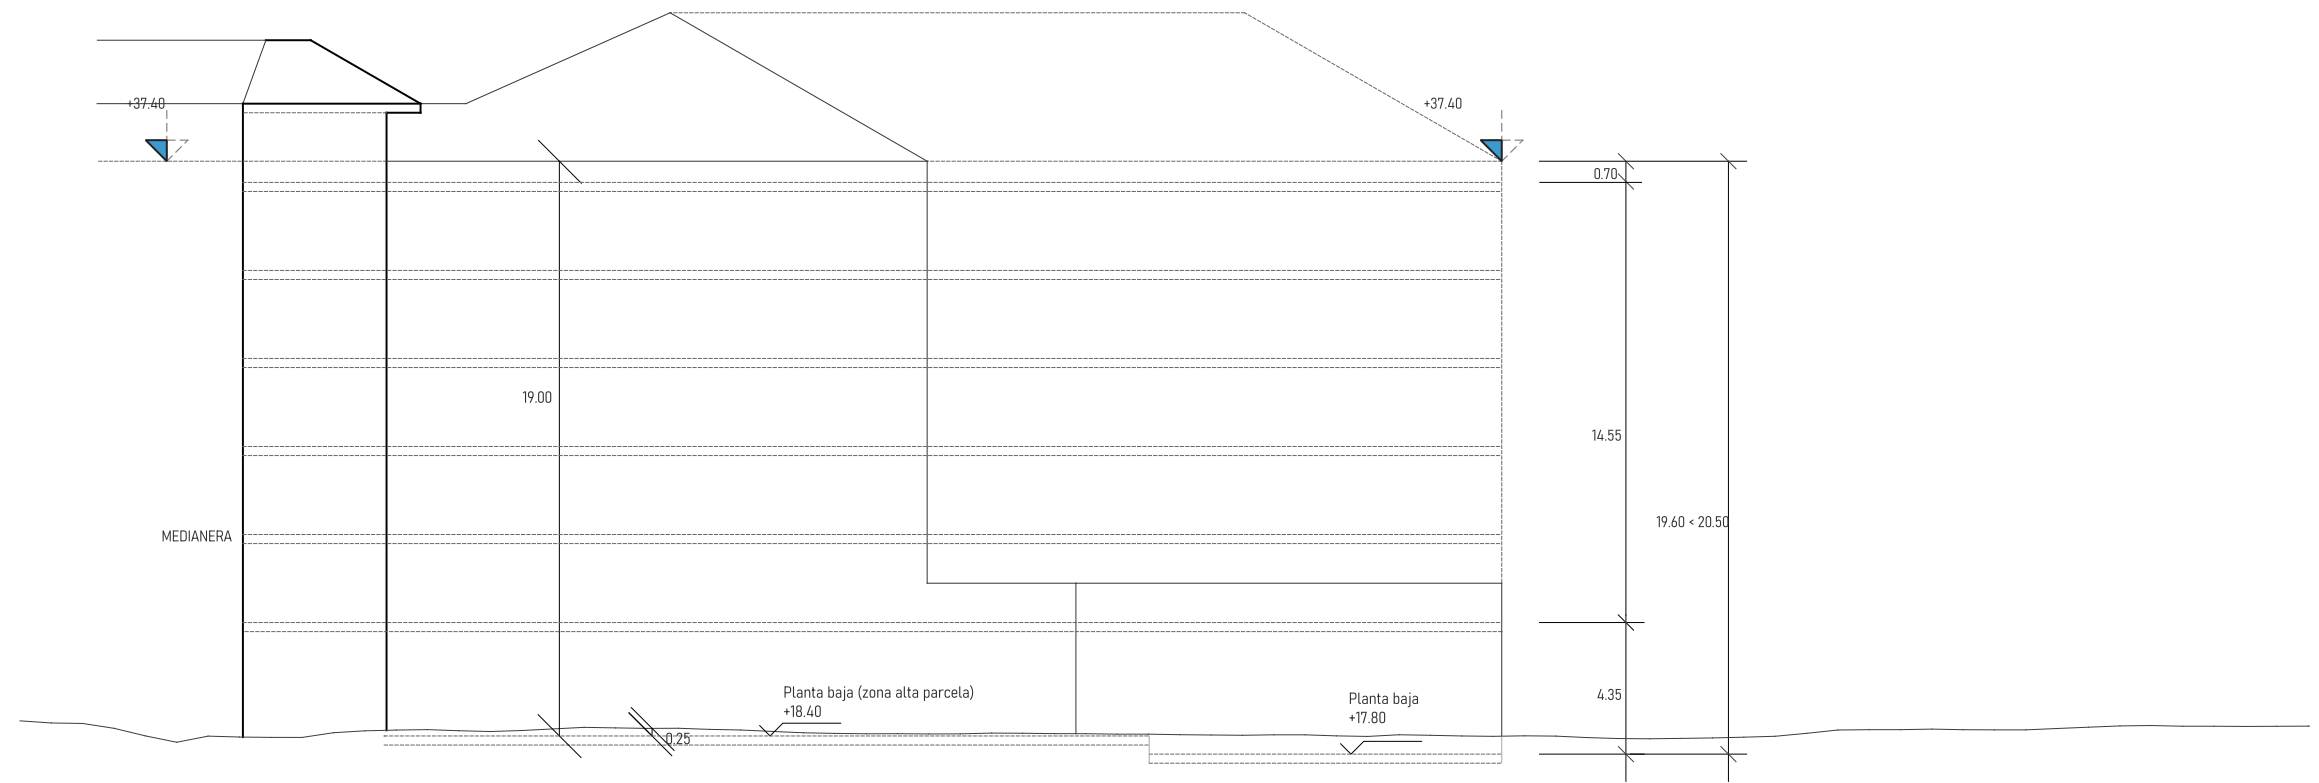 +37.40
+37.40
0.70
19.00
14.55
19.60 < 20.50
MEDIANERA
Planta baja (zona alta parcela)
+18.40
Planta baja
+17.80
4.35
0.25